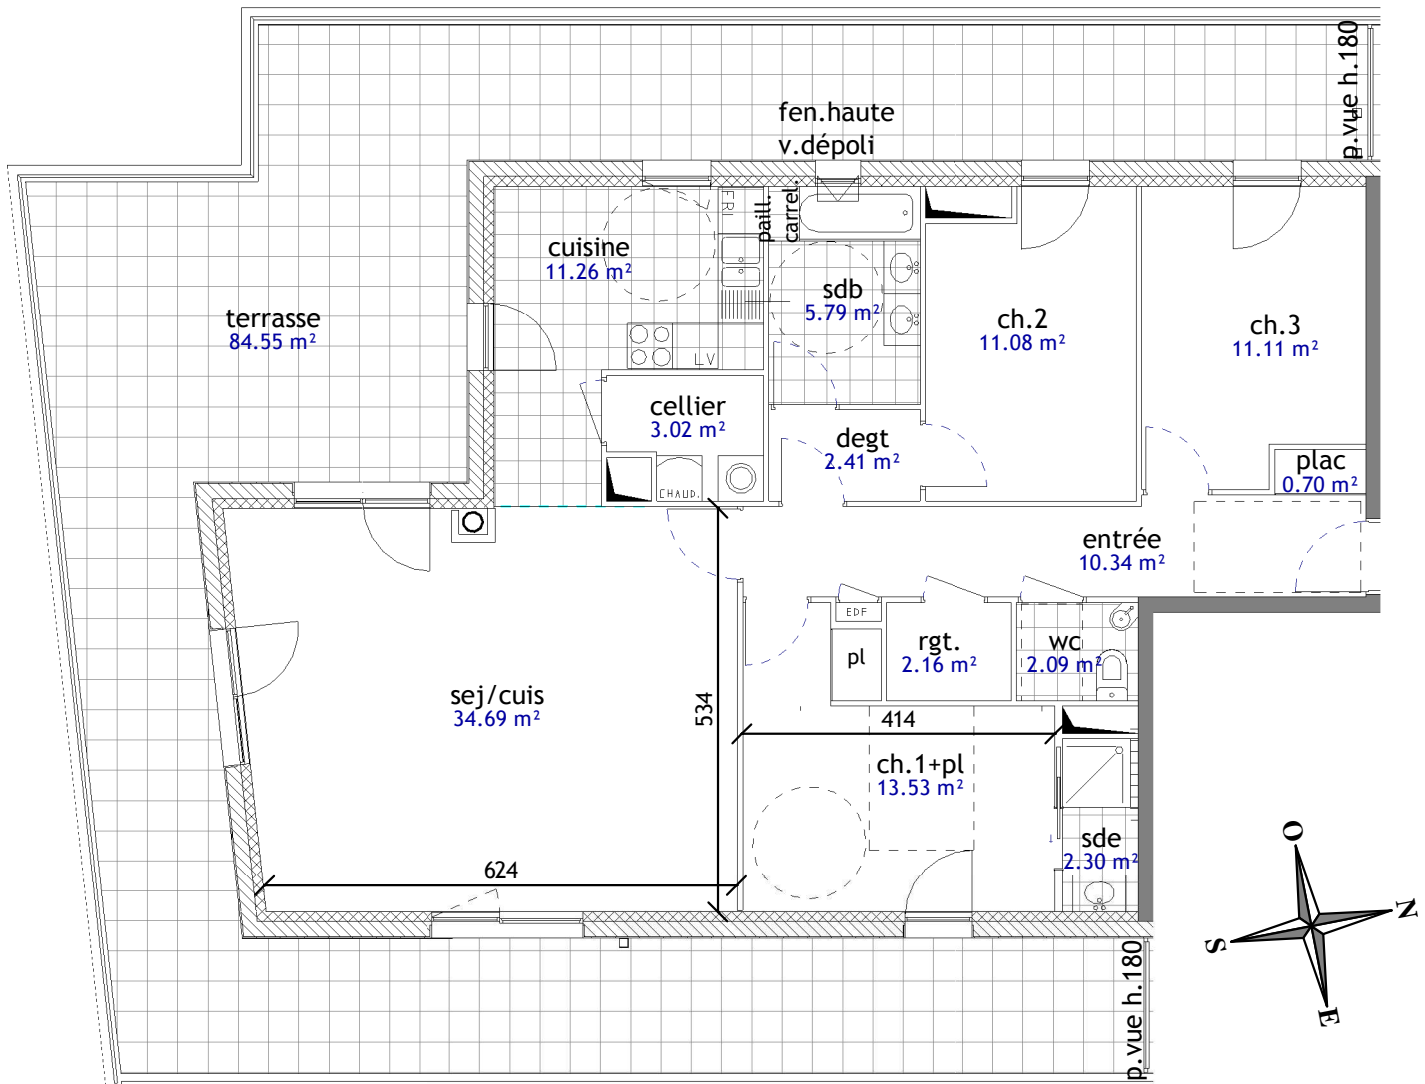 p.vue h.180
fen.haute
v.dépoli
paill.
carrel.
FRI
cuisine
11.26 m²
sdb
5.79 m²
terrasse
84.55 m²
ch.2
11.08 m²
ch.3
11.11 m²
LV
cellier
3.02 m²
degt
2.41 m²
CHAUD.
plac
0.70 m²
entrée
10.34 m²
EDF
pl
rgt.
2.16 m²
wc
2.09 m²
sej/cuis
34.69 m²
534
414
ch.1+pl
13.53 m²
sde
2.30 m²
624
p.vue h.180
O
N
S
E